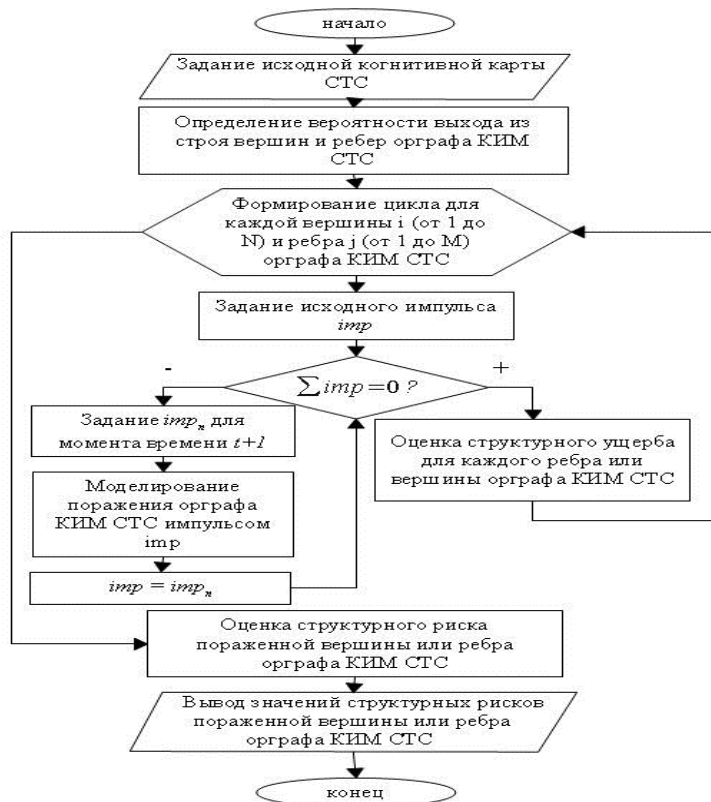 начало
Задание исходной когнитивной карты
СТС
Определение вероятности выхода из
строя вершин и ребер орграфа КИМ
СТС
Формирование цикла для
каждой вершины i (от 1 до
N) и ребра j (от 1 до M)
орграфа КИМ СТС
Задание исходного импульса
imp
-
∑ imp = 0 ?
+
Задание impₙ для
момента времени t+1
Моделирование
поражения орграфа
КИМ СТС импульсом
imp
imp = impₙ
Оценка структурного ущерба
для каждого ребра или
вершины орграфа КИМ СТС
Оценка структурного риска
пораженной вершины или ребра
орграфа КИМ СТС
Вывод значений структурных рисков
пораженной вершины или ребра
орграфа КИМ СТС
конец